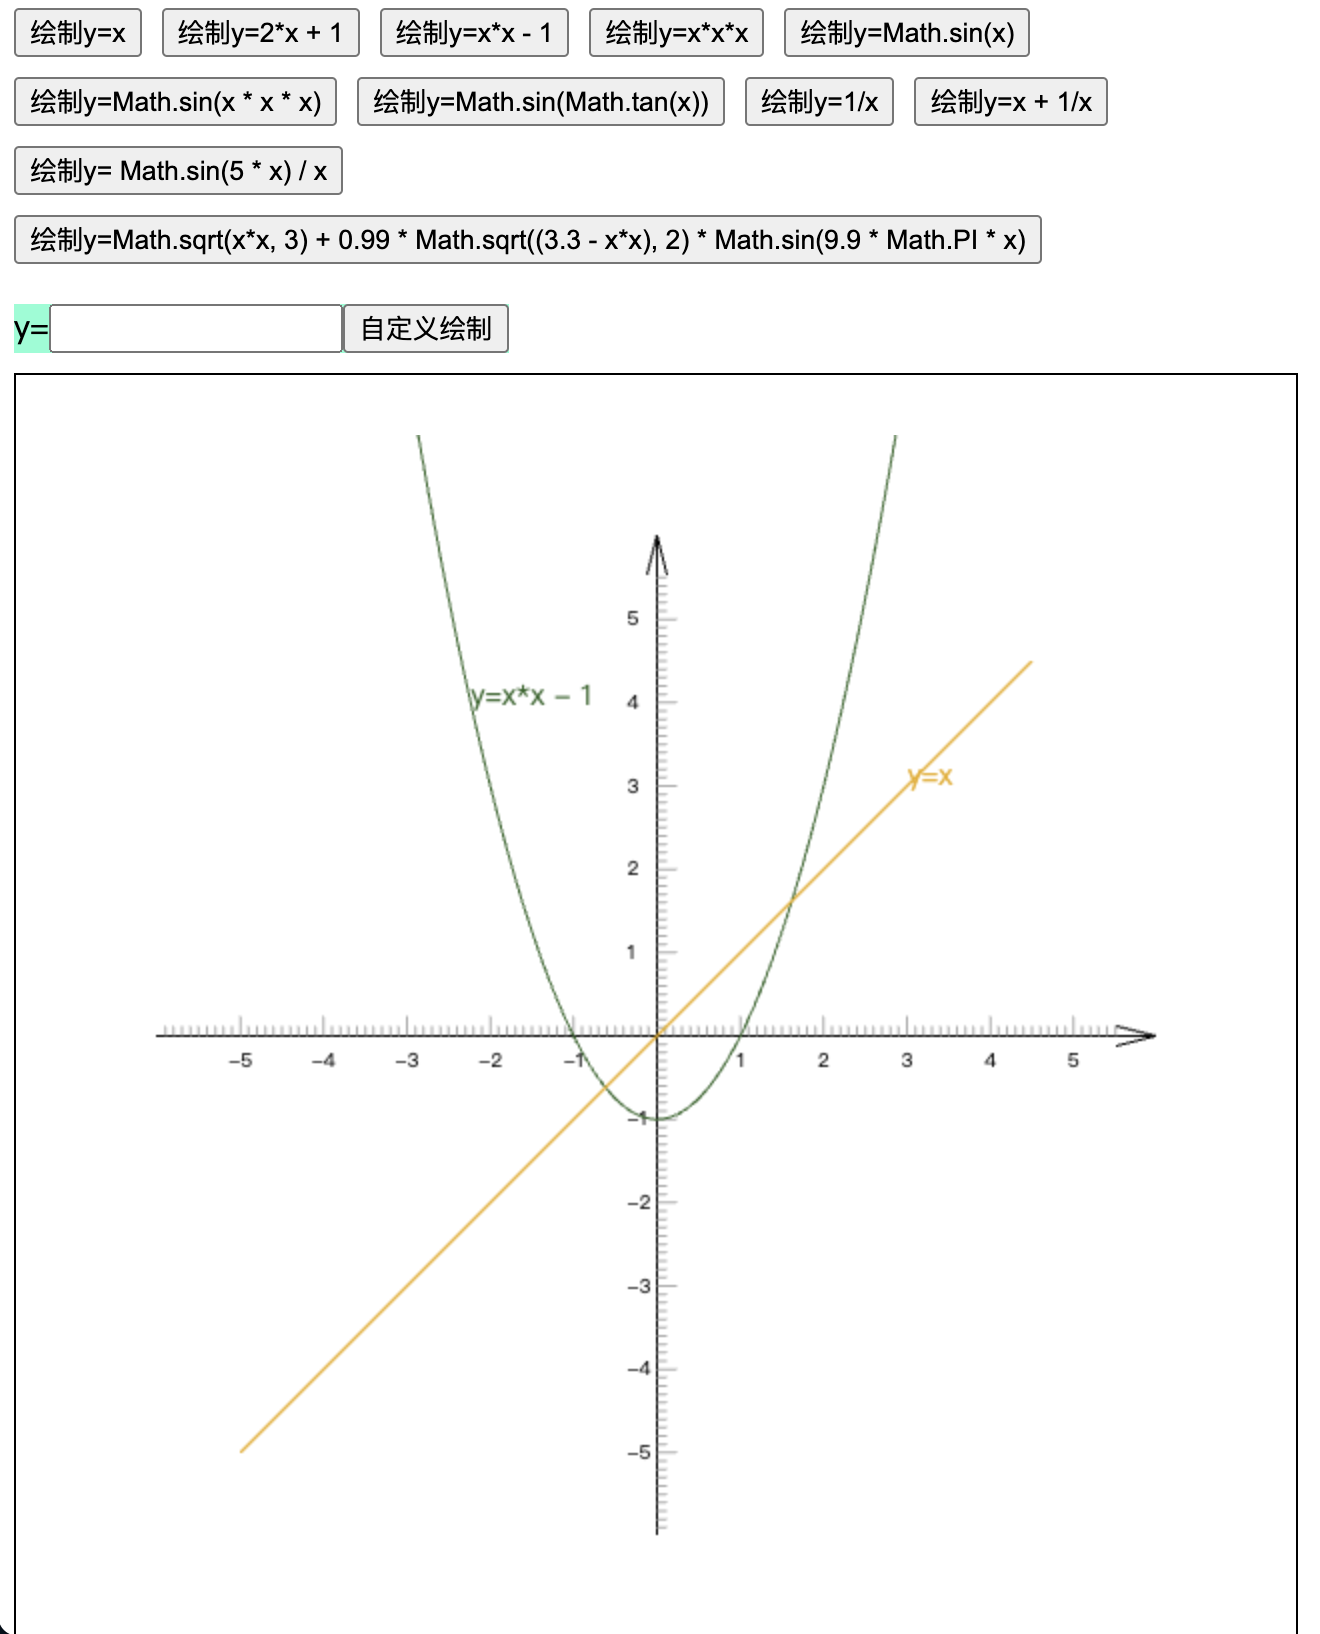 绘制y=x 绘制y=2*x + 1 绘制y=x*x - 1 绘制y=x*x*x 绘制y=Math.sin(x)
绘制y=Math.sin(x * x * x) 绘制y=Math.sin(Math.tan(x)) 绘制y=1/x 绘制y=x + 1/x
绘制y= Math.sin(5 * x) / x
绘制y=Math.sqrt(x*x, 3) + 0.99 * Math.sqrt((3.3 - x*x), 2) * Math.sin(9.9 * Math.PI * x)
y= 自定义绘制
5
y=x*x − 1 4
3 y=x
2
1
−5 −4 −3 −2 −1 1 2 3 4 5
−1
−2
−3
−4
−5